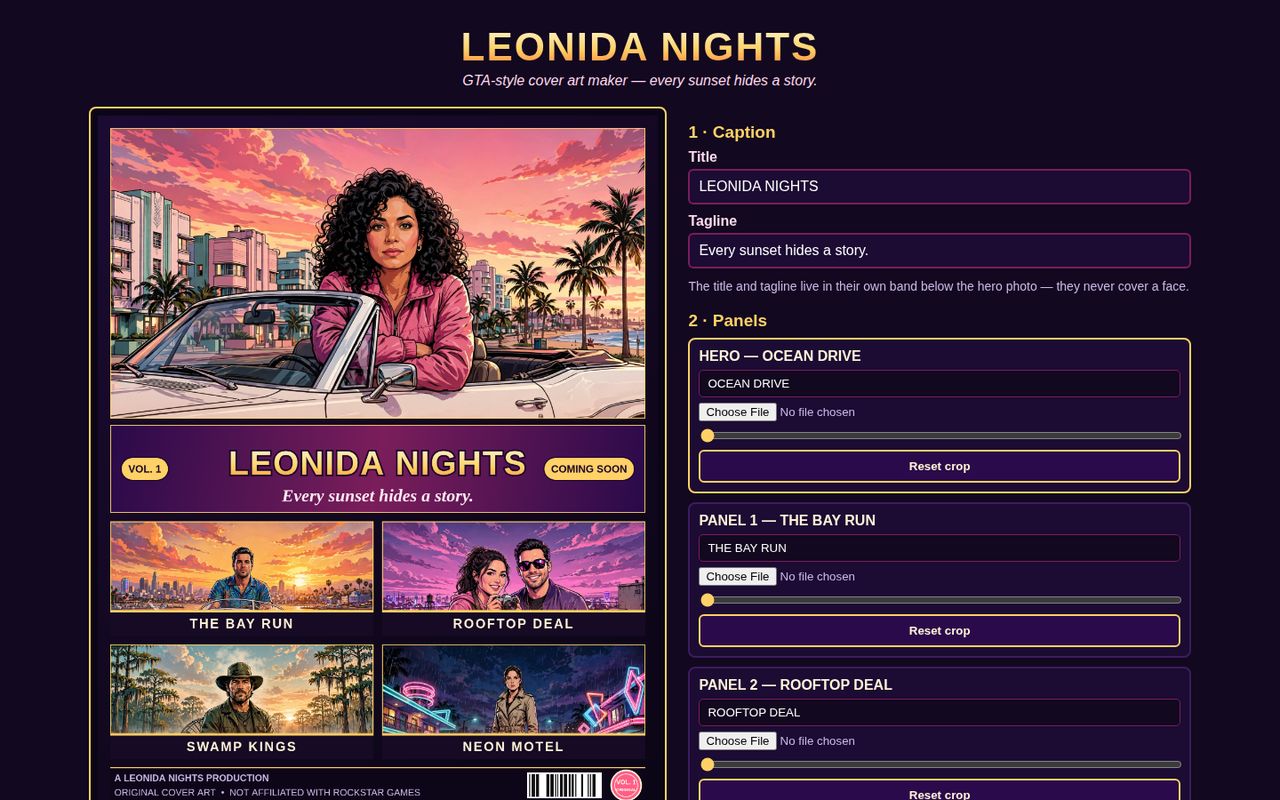 LEONIDA NIGHTS
GTA-style cover art maker — every sunset hides a story.
VOL. 1
LEONIDA NIGHTS
COMING SOON
Every sunset hides a story.
THE BAY RUN
ROOFTOP DEAL
SWAMP KINGS
NEON MOTEL
A LEONIDA NIGHTS PRODUCTION
ORIGINAL COVER ART • NOT AFFILIATED WITH ROCKSTAR GAMES
VOL. 1
ORIGINAL
1 · Caption
Title
LEONIDA NIGHTS
Tagline
Every sunset hides a story.
The title and tagline live in their own band below the hero photo — they never cover a face.
2 · Panels
HERO — OCEAN DRIVE
OCEAN DRIVE
Choose File No file chosen
Reset crop
PANEL 1 — THE BAY RUN
THE BAY RUN
Choose File No file chosen
Reset crop
PANEL 2 — ROOFTOP DEAL
ROOFTOP DEAL
Choose File No file chosen
Reset crop